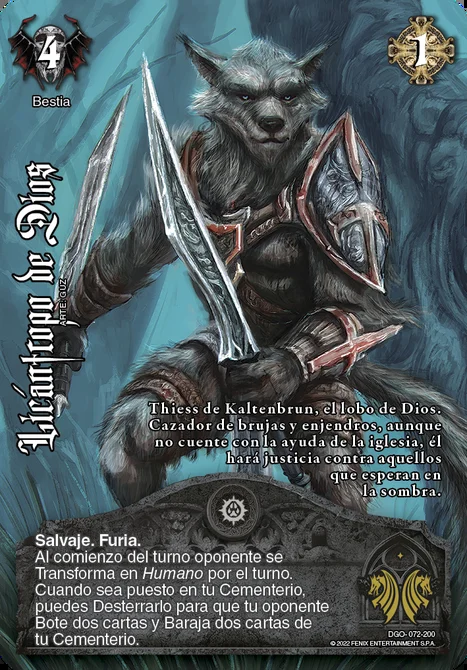 4
1
Bestia
Licántropo de Dios
ARTE: GUZ
Thiess de Kaltenbrun, el lobo de Dios.
Cazador de brujas y enjendros, aunque
no cuente con la ayuda de la iglesia, él
hará justicia contra aquellos
que esperan en
la sombra.
Salvaje. Furia.
Al comienzo del turno oponente se
Transforma en Humano por el turno.
Cuando sea puesto en tu Cementerio,
puedes Desterrarlo para que tu oponente
Bote dos cartas y Baraja dos cartas de
tu Cementerio.
DGO- 072-200
© 2022 FENIX ENTERTAINMENT S.P.A.